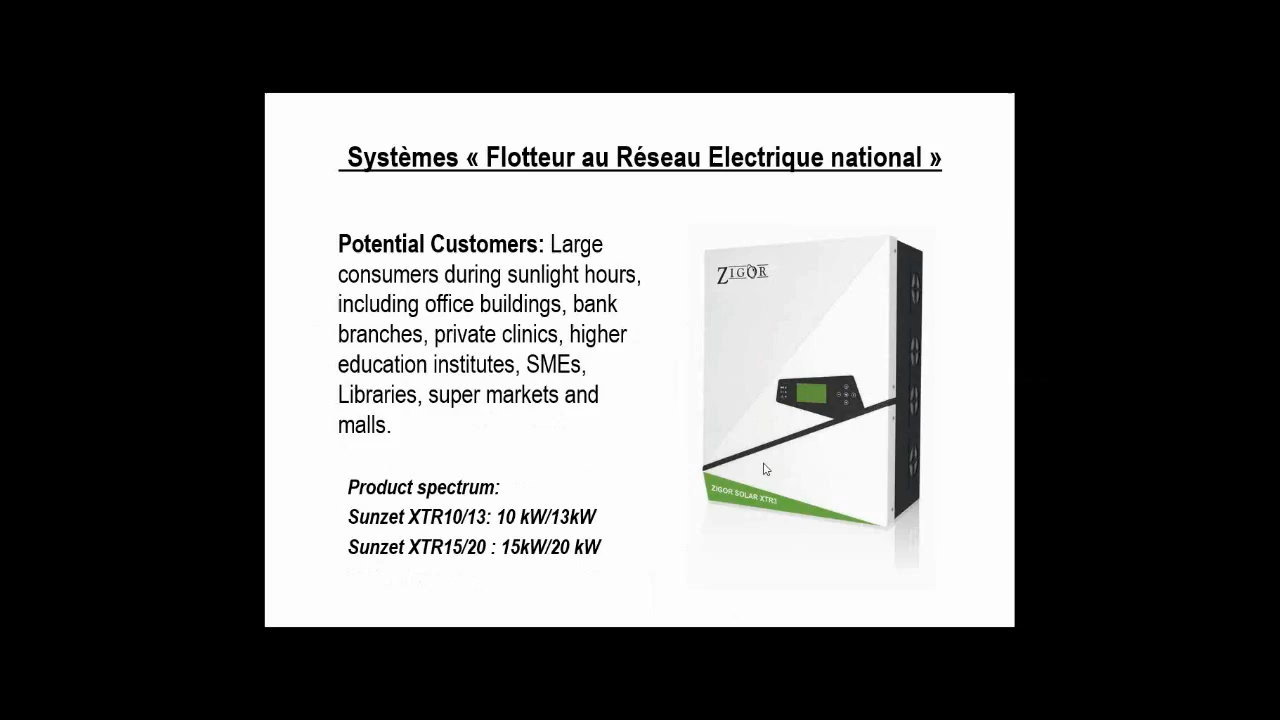 Systèmes « Flotteur au Réseau Electrique national »
Potential Customers: Large
consumers during sunlight hours,
including office buildings, bank
branches, private clinics, higher
education institutes, SMEs,
Libraries, super markets and
malls.
Product spectrum:
Sunzet XTR10/13: 10 kW/13kW
Sunzet XTR15/20 : 15kW/20 kW
ZIGOR
ZIGOR SOLAR XTR3